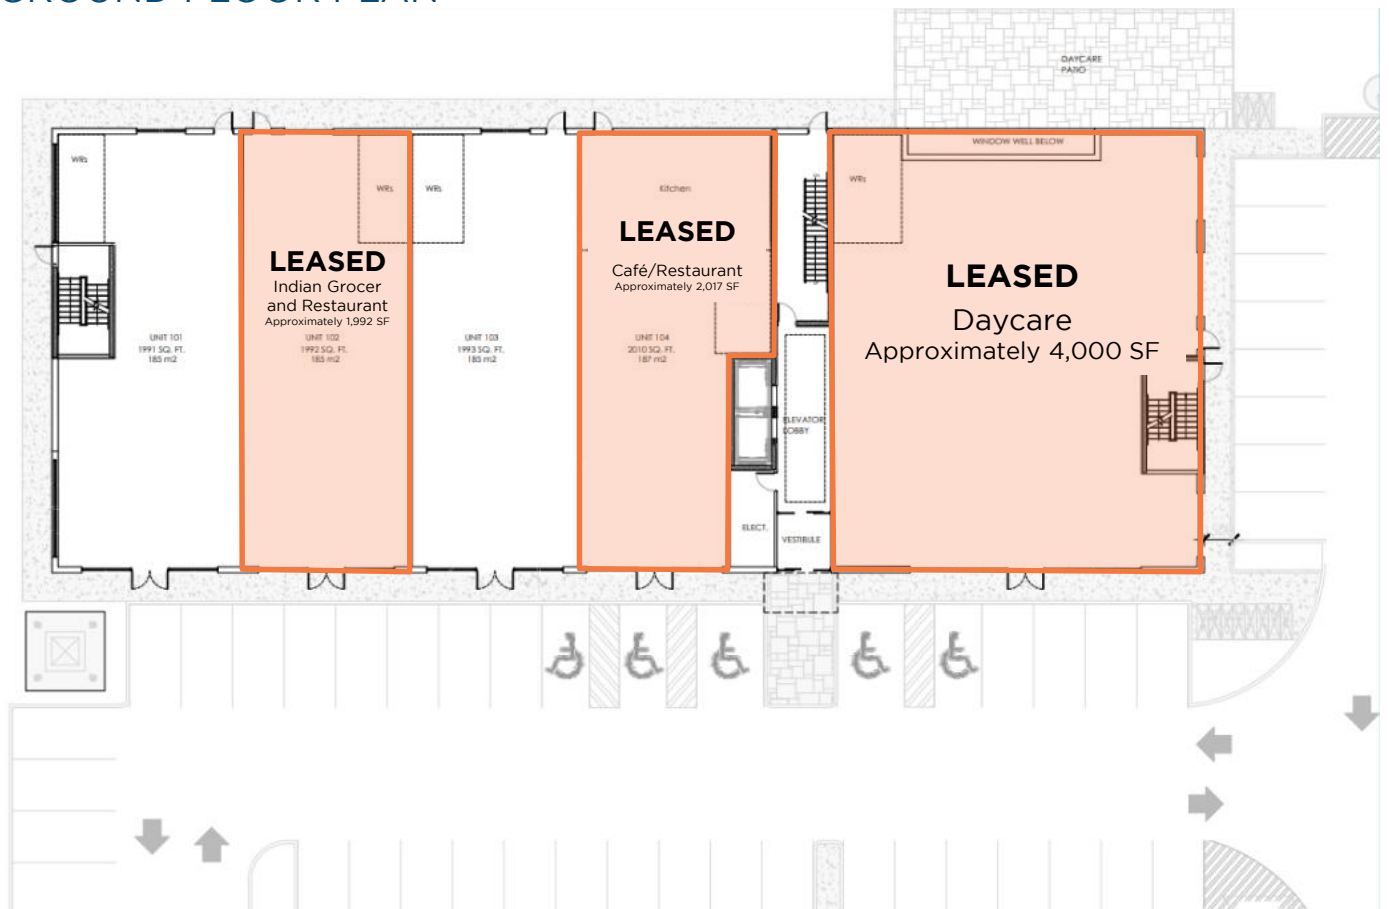 GROUND FLOOR PLAN
DAYCARE
PATIO
WINDOW WELL BELOW
WRs
WRs
WRs
Kitchen
WRs
LEASED
Indian Grocer
and Restaurant
Approximately 1,992 SF
LEASED
Café/Restaurant
Approximately 2,017 SF
LEASED
Daycare
Approximately 4,000 SF
UNIT 101
1991 SQ. FT.
185 m2
UNIT 102
1992 SQ. FT.
185 m2
UNIT 103
1993 SQ. FT.
185 m2
UNIT 104
2010 SQ. FT.
187 m2
ELEVATOR
LOBBY
ELECT.
VESTIBULE